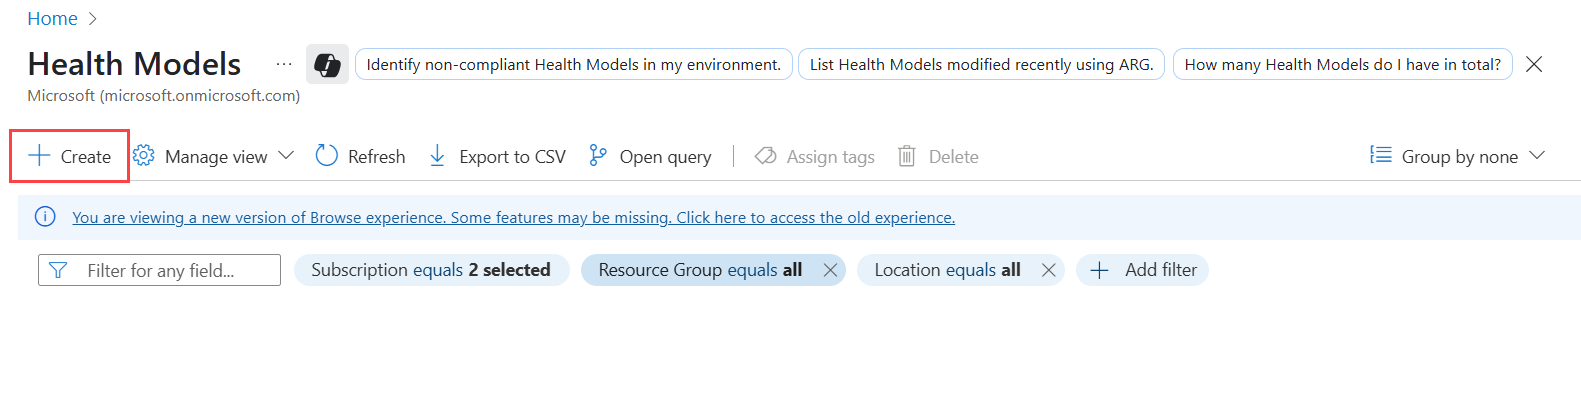 Home
Health Models ... Identify non-compliant Health Models in my environment. List Health Models modified recently using ARG. How many Health Models do I have in total?
Microsoft (microsoft.onmicrosoft.com)
Create Manage view Refresh Export to CSV Open query Assign tags Delete Group by none
You are viewing a new version of Browse experience. Some features may be missing. Click here to access the old experience.
Filter for any field... Subscription equals 2 selected Resource Group equals all Location equals all Add filter